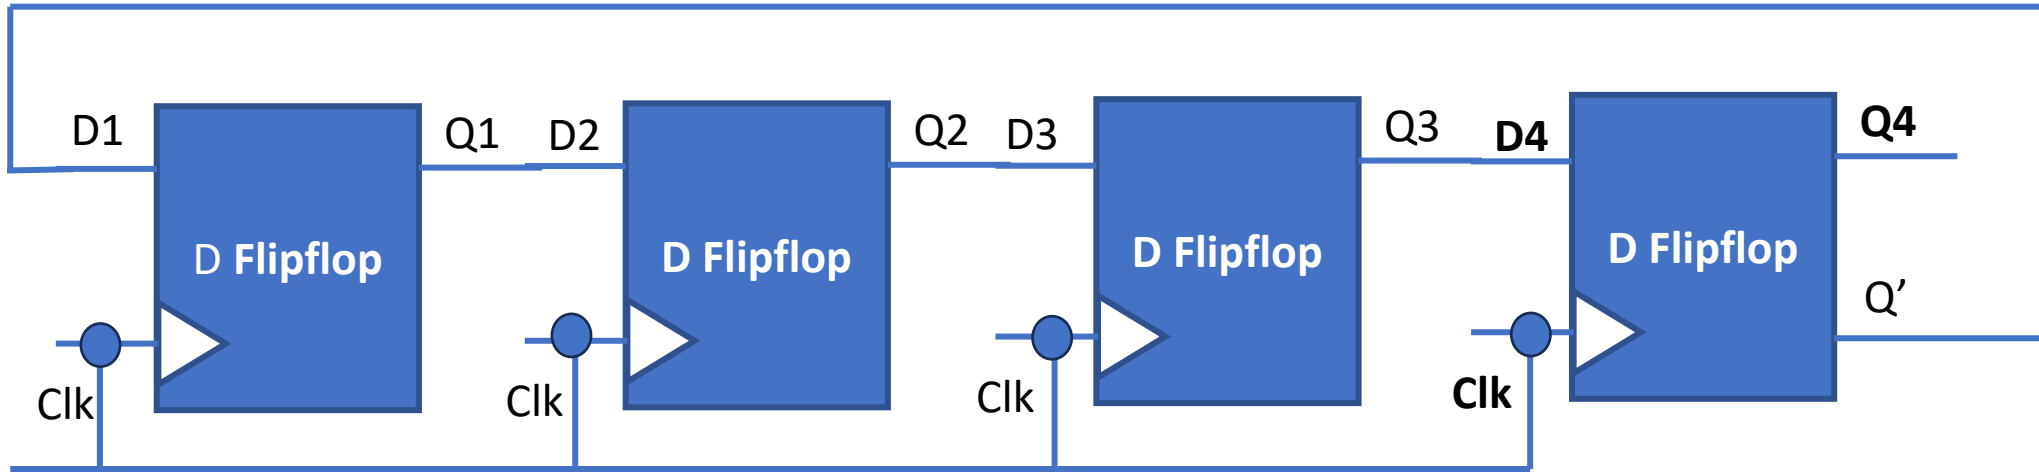 D1
Q1
D2
Q2
D3
Q3
D4
Q4
D Flipflop
D Flipflop
D Flipflop
D Flipflop
Q’
Clk
Clk
Clk
Clk